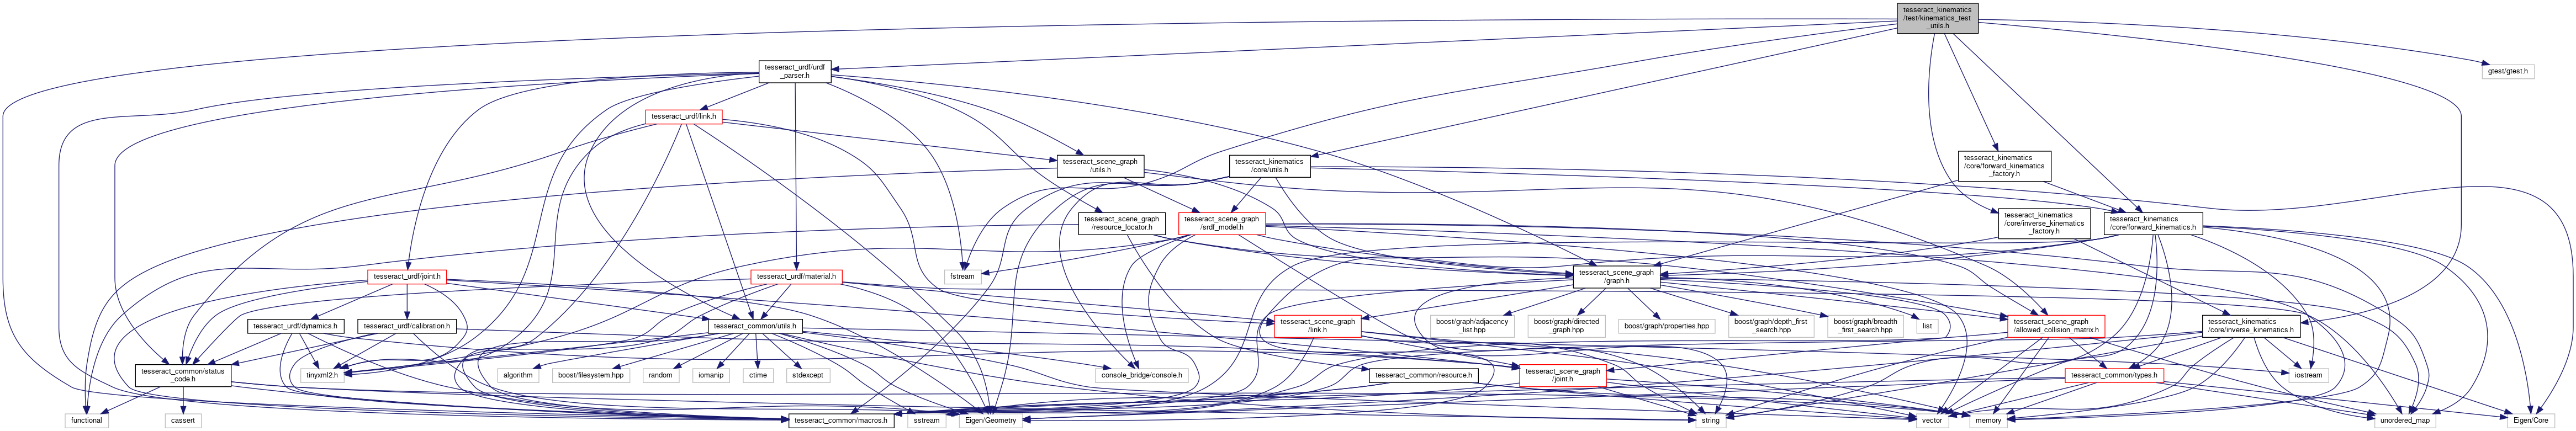 tesseract_kinematics
/test/kinematics_test
_utils.h
tesseract_urdf/urdf
_parser.h
gtest/gtest.h
tesseract_urdf/link.h
tesseract_scene_graph
/utils.h
tesseract_kinematics
/core/utils.h
tesseract_kinematics
/core/forward_kinematics
_factory.h
tesseract_scene_graph
/resource_locator.h
tesseract_scene_graph
/srdf_model.h
tesseract_kinematics
/core/inverse_kinematics
_factory.h
tesseract_kinematics
/core/forward_kinematics.h
tesseract_urdf/joint.h
tesseract_urdf/material.h
fstream
tesseract_scene_graph
/graph.h
tesseract_urdf/dynamics.h
tesseract_urdf/calibration.h
tesseract_common/utils.h
tesseract_scene_graph
/link.h
boost/graph/adjacency
_list.hpp
boost/graph/directed
_graph.hpp
boost/graph/properties.hpp
boost/graph/depth_first
_search.hpp
boost/graph/breadth
_first_search.hpp
list
tesseract_scene_graph
/allowed_collision_matrix.h
tesseract_kinematics
/core/inverse_kinematics.h
tesseract_common/status
_code.h
tinyxml2.h
algorithm
boost/filesystem.hpp
random
iomanip
ctime
stdexcept
console_bridge/console.h
tesseract_common/resource.h
tesseract_scene_graph
/joint.h
tesseract_common/types.h
iostream
functional
cassert
tesseract_common/macros.h
sstream
Eigen/Geometry
string
vector
memory
unordered_map
Eigen/Core